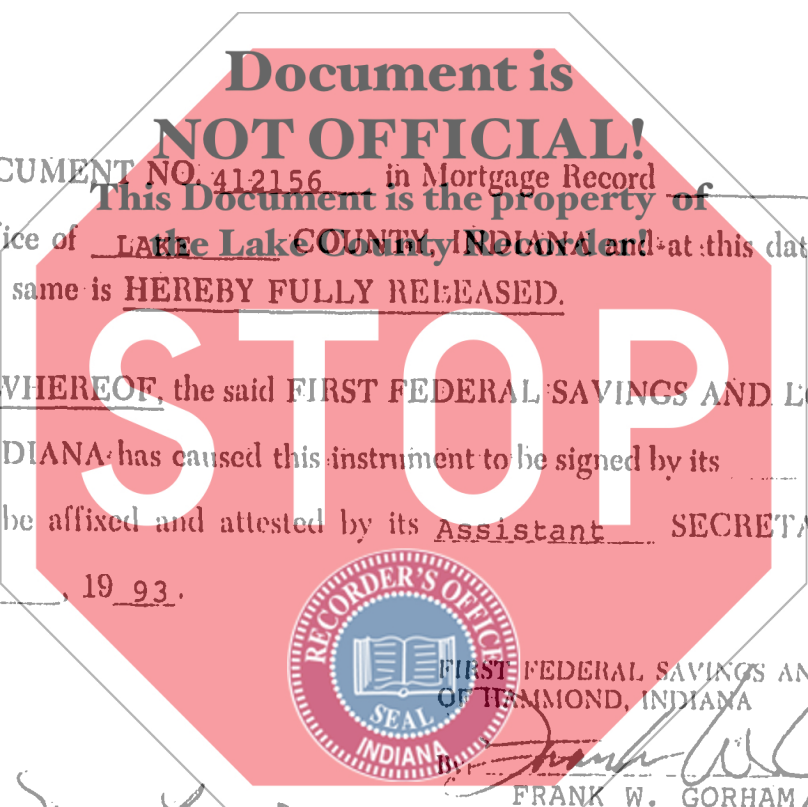 Document is
NOT OFFICIAL!
CUMENT NO. 412156 in Mortgage Record
This Document is the property of
the Lake County Recorder!
ice of LAKE COUNTY, INDIANA and at this dat
same is HEREBY FULLY RELEASED.
STOP
WHEREOF, the said FIRST FEDERAL SAVINGS AND L
DIANA has caused this instrument to be signed by its
be affixed and attested by its Assistant SECRETA
, 19 93.
RECORDER'S OFFICE
SEAL
INDIANA
FIRST FEDERAL SAVINGS AN
OF HAMMOND, INDIANA
By
FRANK W. GORHAM